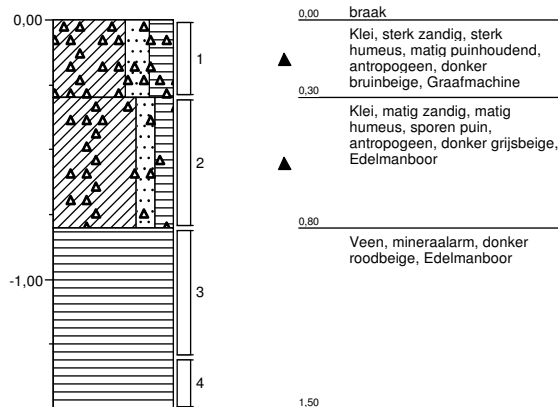 0,00
1
2
-1,00
3
4
0,00
braak
Klei, sterk zandig, sterk
humeus, matig puinhoudend,
antropogeen, donker
bruinbeige, Graafmachine
0,30
Klei, matig zandig, matig
humeus, sporen puin,
antropogeen, donker grijsbeige,
Edelmanboor
0,80
Veen, mineraalarm, donker
roodbeige, Edelmanboor
1,50